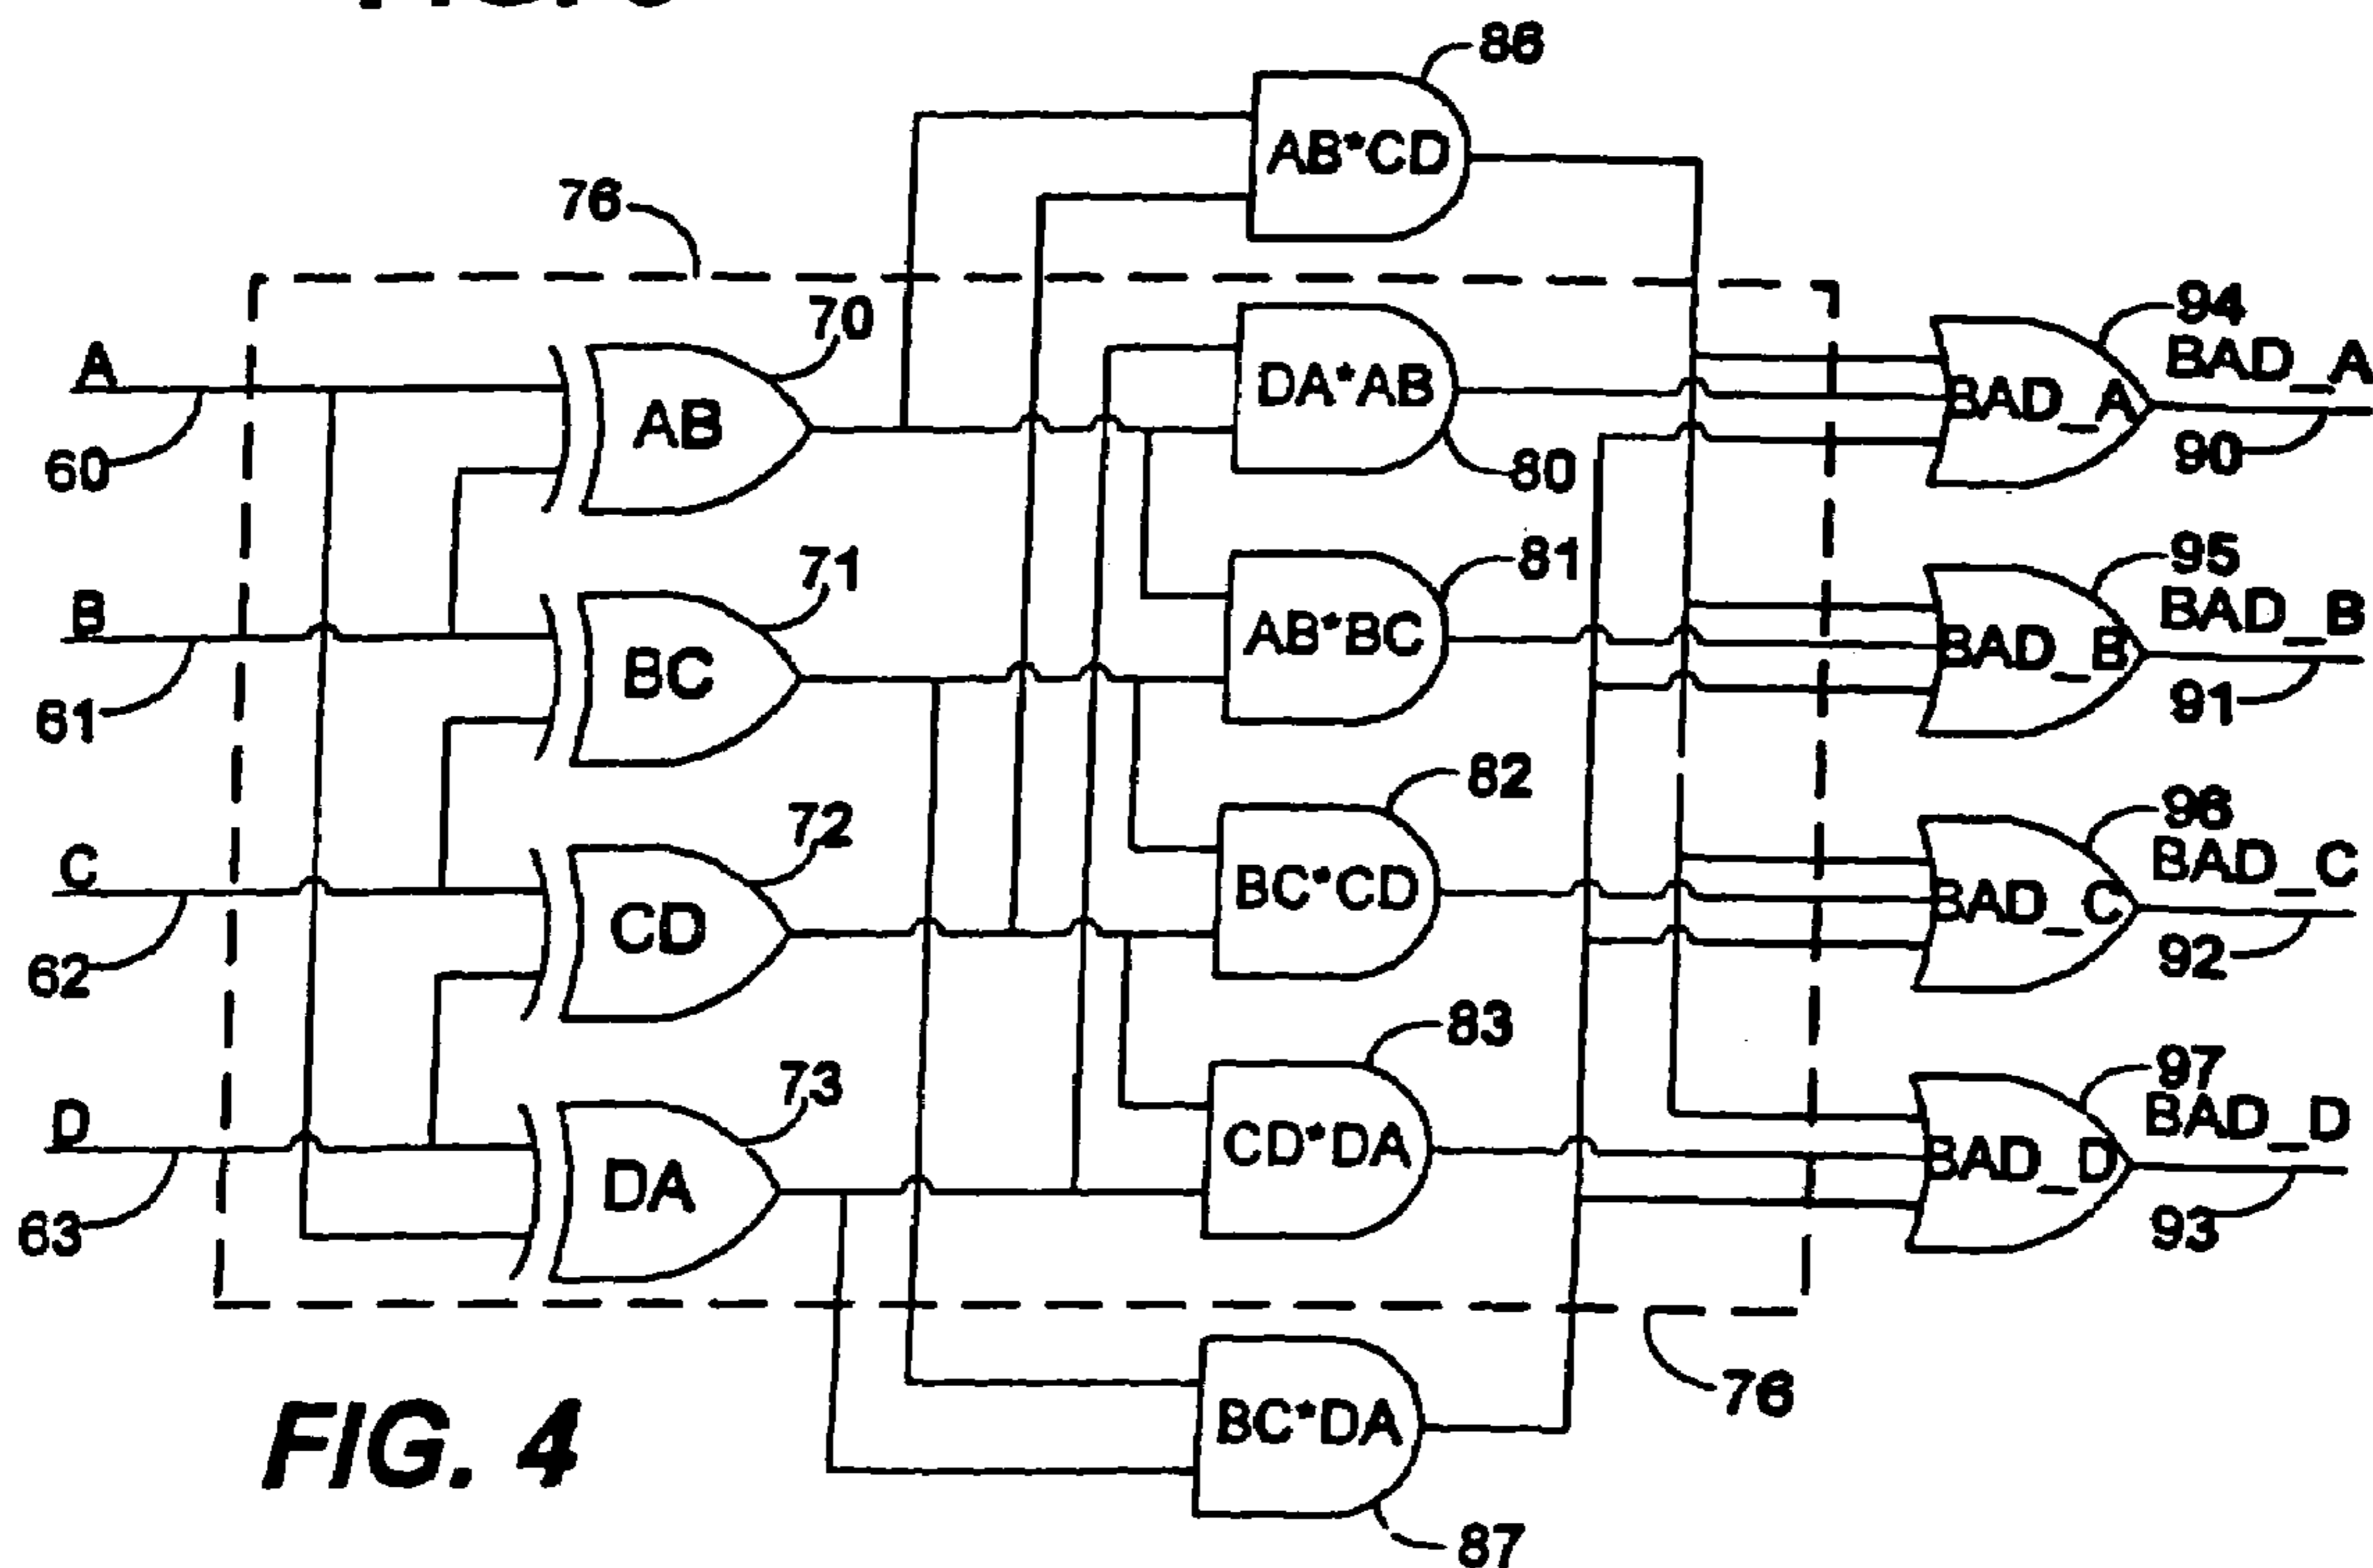 86
AB*CD
76
70
94
A
DA*AB
BAD_A
AB
BAD_A
60
80
90
71
81
95
B
BAD_B
AB*BC
BAD_B
BC
61
91
82
72
96
C
BAD_C
BC*CD
BAD_C
CD
62
92
83
73
97
D
BAD_D
CD*DA
BAD_D
DA
63
93
76
BC*DA
FIG. 4
87